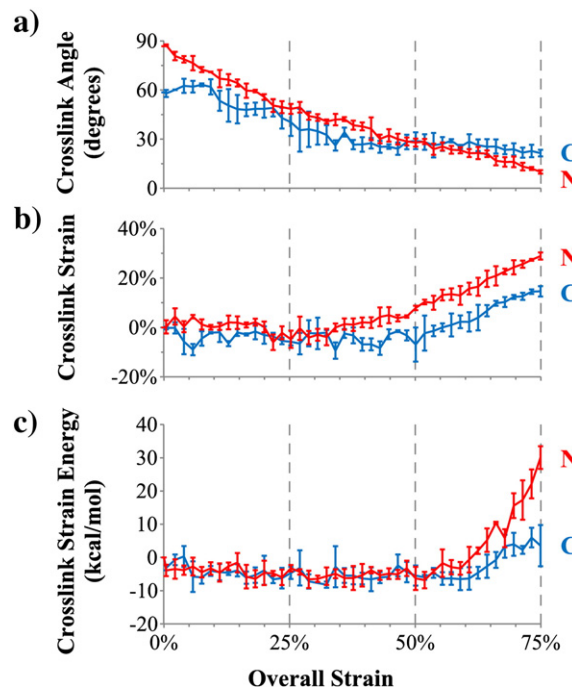 a)
Crosslink Angle
(degrees)
90
60
30
0
C
N
b)
Crosslink Strain
40%
20%
0%
-20%
N
C
c)
Crosslink Strain Energy
(kcal/mol)
40
30
20
10
0
-10
-20
N
C
0%
25%
50%
75%
Overall Strain